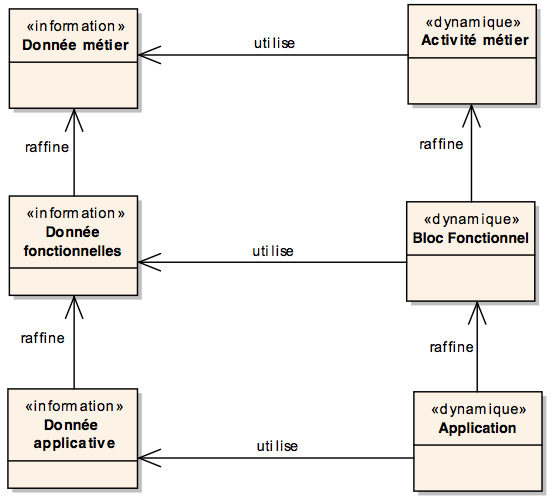 «information»
Donnée métier
utilise
«dynamique»
Activité métier
raffine
raffine
«information»
Donnée
fonctionnelles
utilise
«dynamique»
Bloc Fonctionnel
raffine
raffine
«information»
Donnée
applicative
utilise
«dynamique»
Application